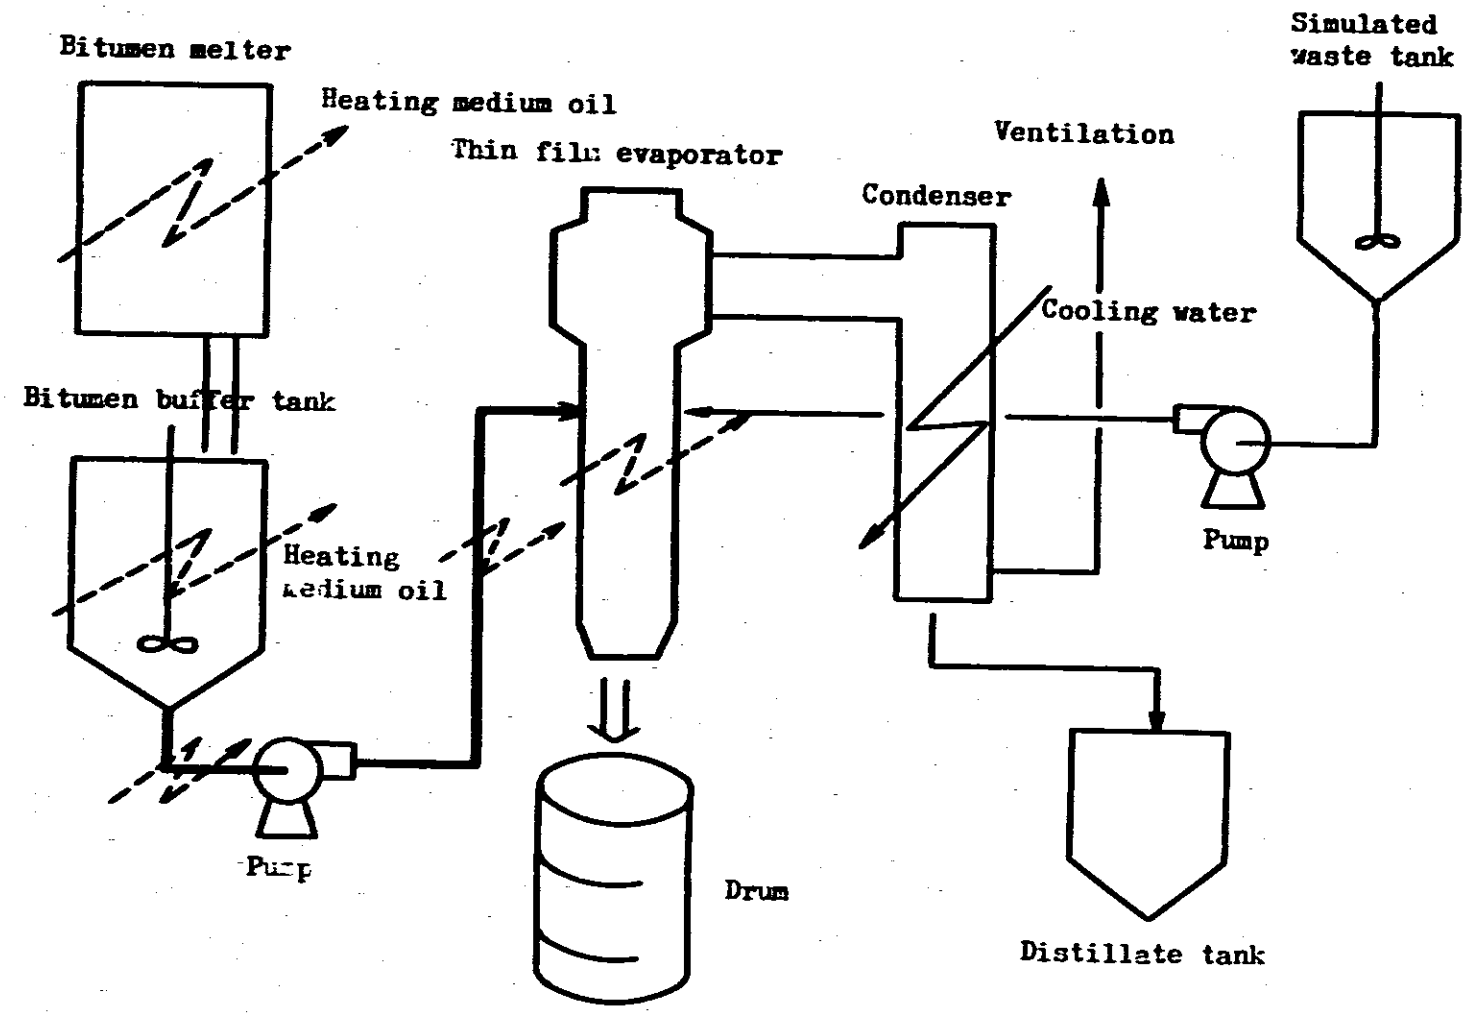 Simulated
waste tank
Bitumen melter
Heating medium oil
Ventilation
Thin film evaporator
Condenser
Cooling water
Bitumen buffer tank
Pump
Heating
medium oil
Pump
Drum
Distillate tank